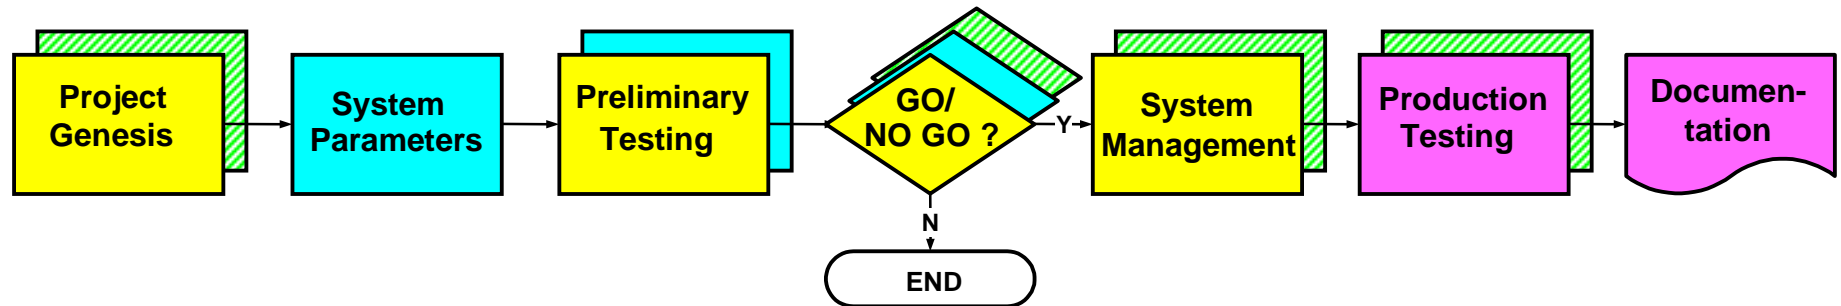 Project
Genesis
System
Parameters
Preliminary
Testing
GO/
NO GO ?
Y
System
Management
Production
Testing
Documen-
tation
N
END